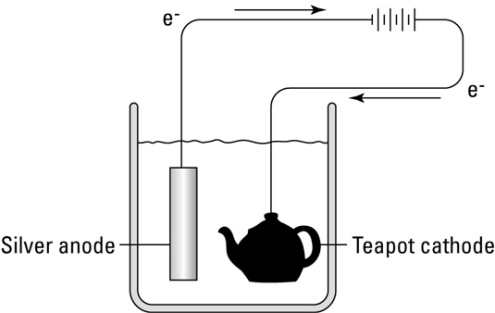 e-
e-
Silver anode
Teapot cathode